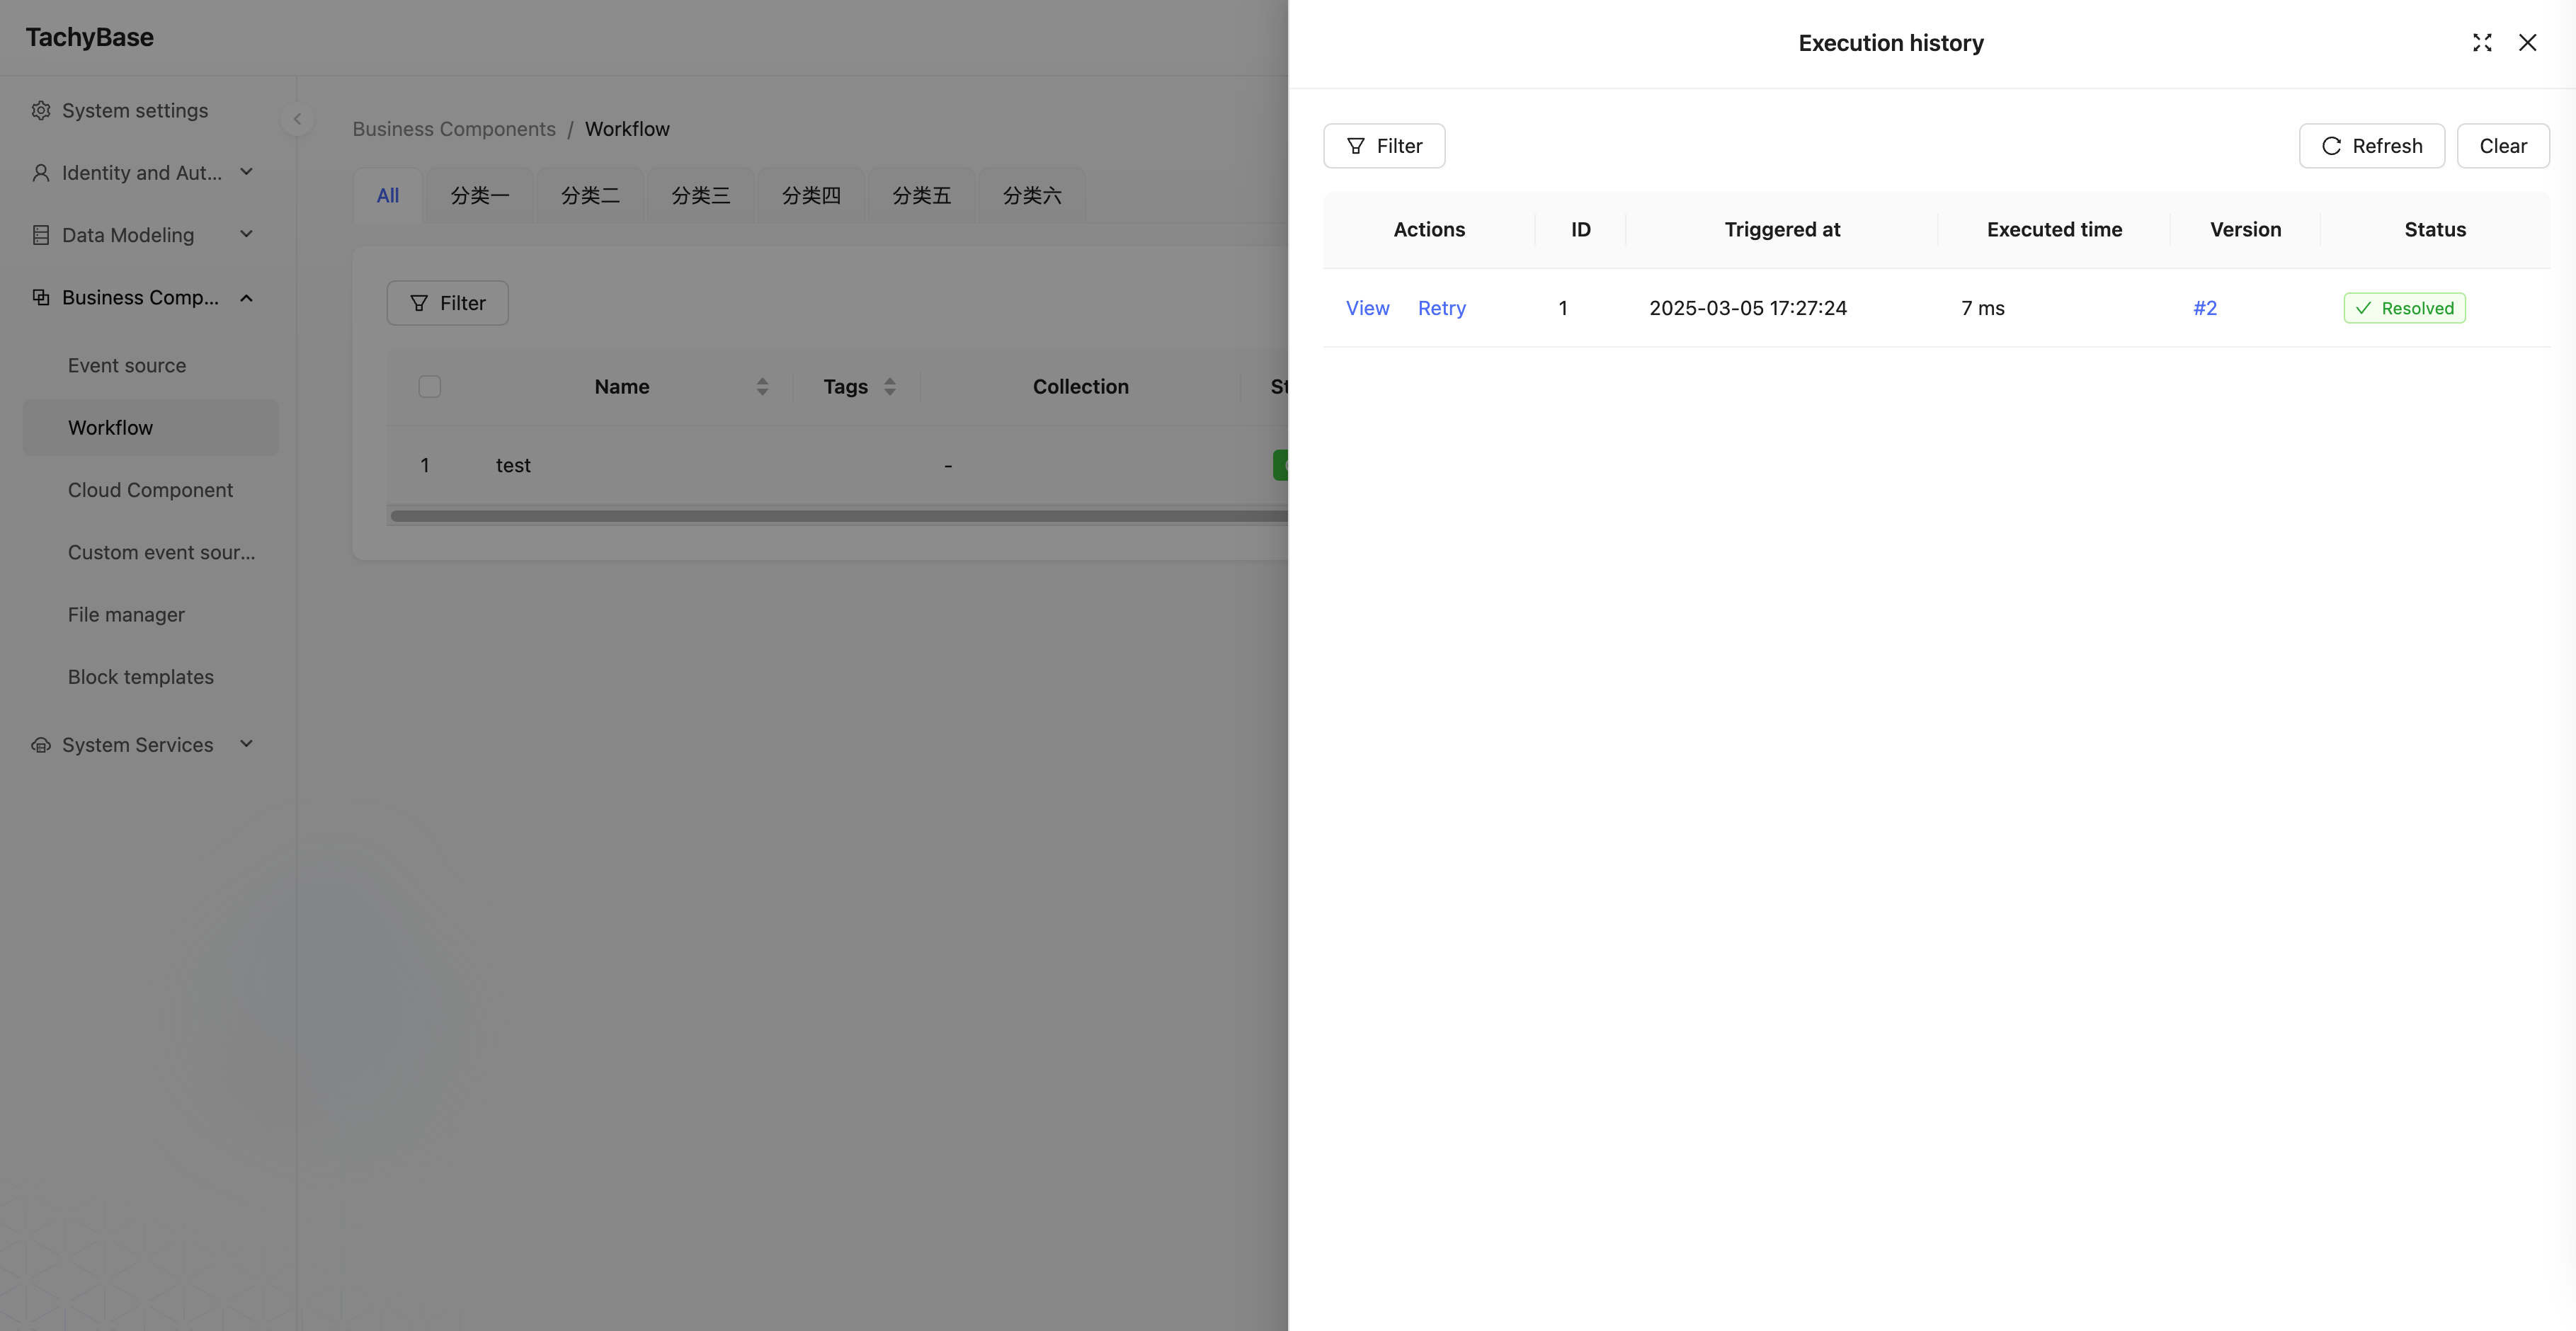 TachyBase
System settings
Identity and Aut...
Data Modeling
Business Comp...
Event source
Workflow
Cloud Component
Custom event sour...
File manager
Block templates
System Services
Business Components / Workflow
All 分类一 分类二 分类三 分类四 分类五 分类六
Filter
Name Tags Collection
1 test -
Execution history
Filter Refresh Clear
Actions ID Triggered at Executed time Version Status
View Retry 1 2025-03-05 17:27:24 7 ms #2 Resolved